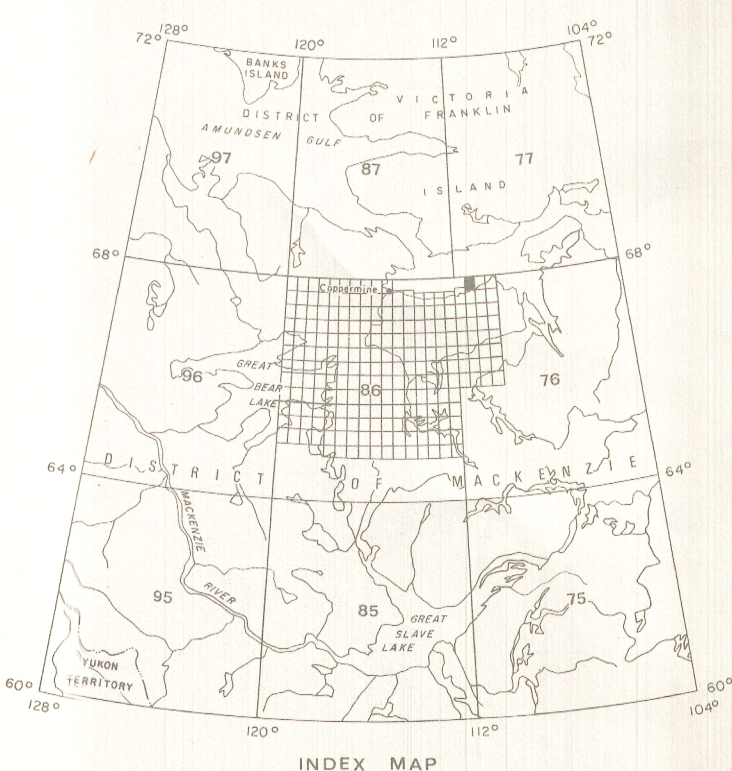 128°
72°
120°
112°
104°
72°
BANKS
ISLAND
VICTORIA
DISTRICT OF FRANKLIN
AMUNDSEN GULF
97
87
77
ISLAND
68°
68°
Coppermine
GREAT
BEAR
LAKE
96
86
76
DISTRICT OF MACKENZIE
64°
64°
MACKENZIE
RIVER
95
85
75
GREAT
SLAVE
LAKE
YUKON
TERRITORY
60°
128°
60°
104°
120°
112°
INDEX MAP